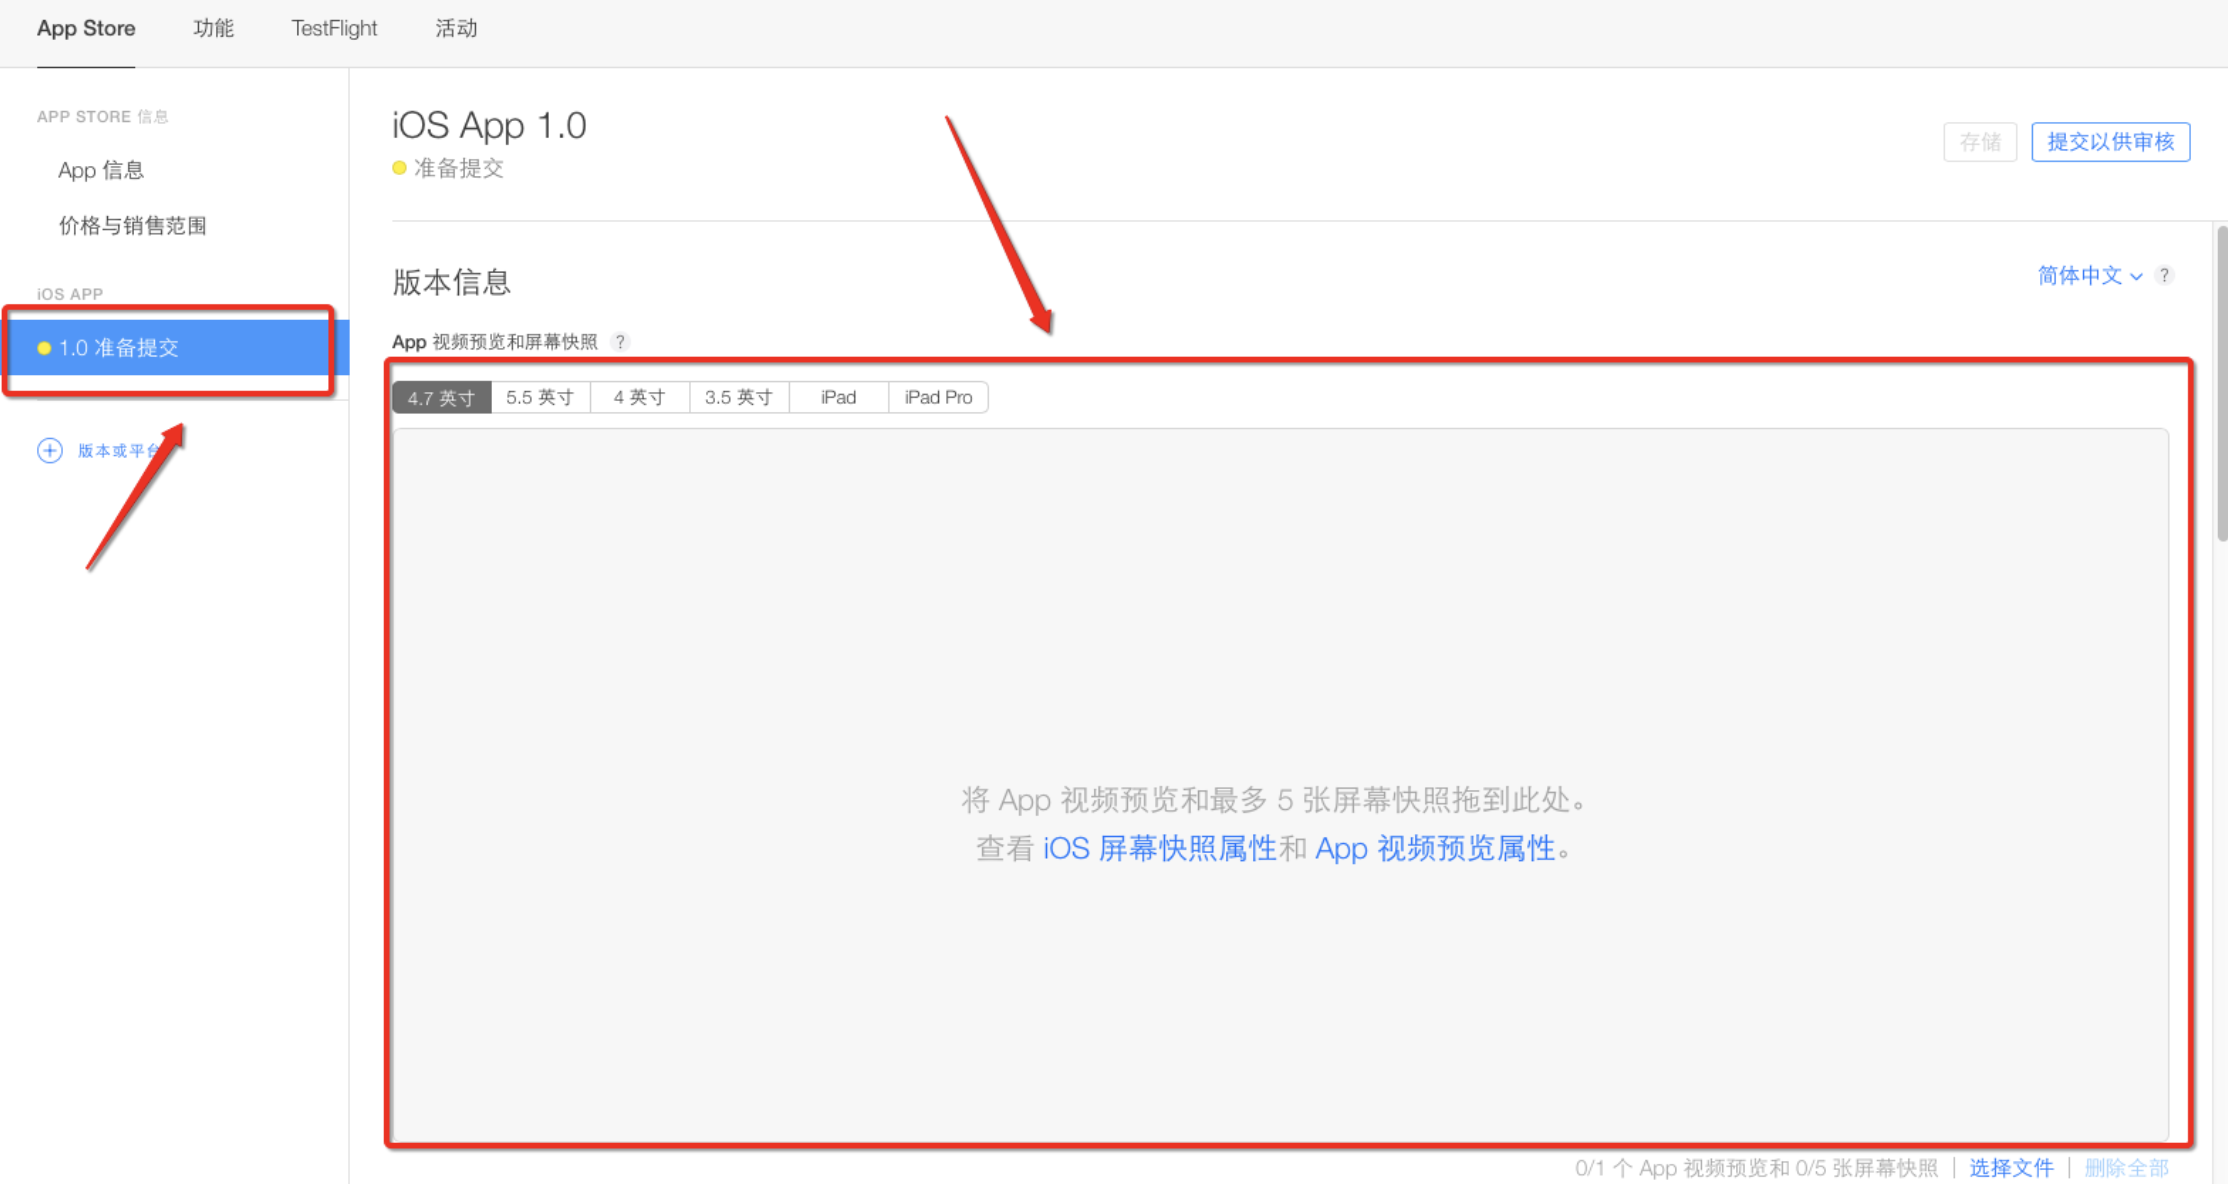 App Store 功能 TestFlight 活动
APP STORE 信息
App 信息
价格与销售范围
iOS APP
1.0 准备提交
版本或平台
iOS App 1.0
准备提交
存储 提交以供审核
版本信息
简体中文 ?
App 视频预览和屏幕快照 ?
4.7 英寸 5.5 英寸 4 英寸 3.5 英寸 iPad iPad Pro
将 App 视频预览和最多 5 张屏幕快照拖到此处。
查看 iOS 屏幕快照属性和 App 视频预览属性。
0/1 个 App 视频预览和 0/5 张屏幕快照 | 选择文件 | 删除全部